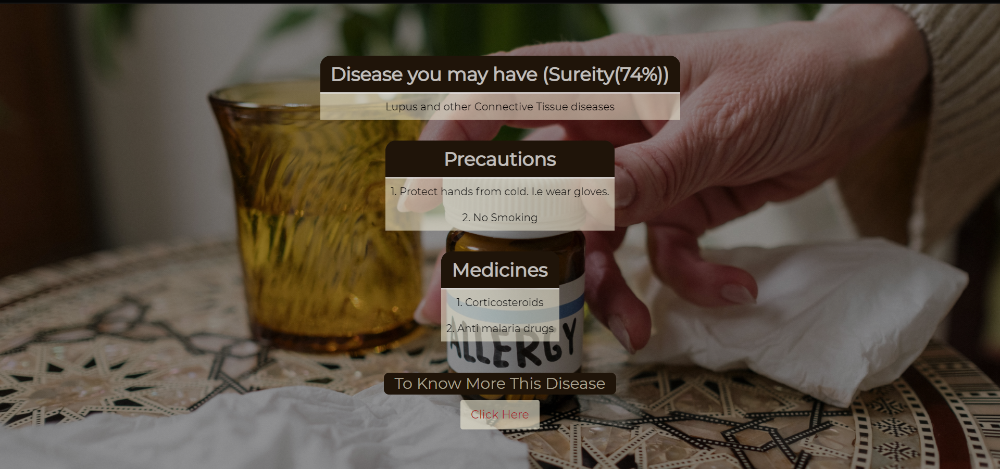 Disease you may have (Sureity(74%))
Lupus and other Connective Tissue diseases
Precautions
1. Protect hands from cold. I.e wear gloves.
2. No Smoking
Medicines
1. Corticosteroids
2. Anti malaria drugs
ALLERGY
To Know More This Disease
Click Here